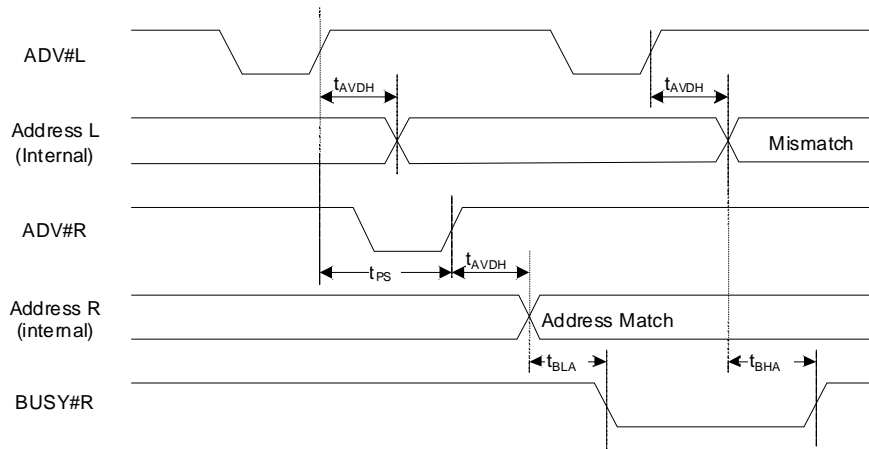 ADV#L
tAVDH
tAVDH
Address L
(Internal)
Mismatch
ADV#R
tPS
tAVDH
Address R
(internal)
Address Match
tBLA
tBHA
BUSY#R